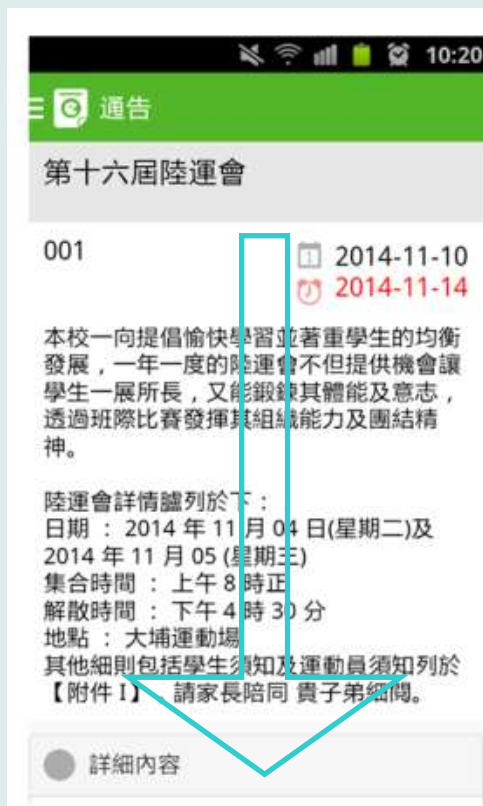 10:20
通告
第十六屆陸運會
001
2014-11-10
2014-11-14
本校一向提倡愉快學習並著重學生的均衡
發展，一年一度的陸運會不但提供機會讓
學生一展所長，又能鍛鍊其體能及意志，
透過班際比賽發揮其組織能力及團結精
神。
陸運會詳情臚列於下：
日期 ： 2014 年 11 月 04 日(星期二)及
2014 年 11 月 05 (星期三)
集合時間 ： 上午 8 時正
解散時間 ： 下午 4 時 30 分
地點 ： 大埔運動場
其他細則包括學生須知及運動員須知列於
【附件 I】，請家長陪同 貴子弟細閱。
詳細內容